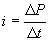 i = ΔP / Δt